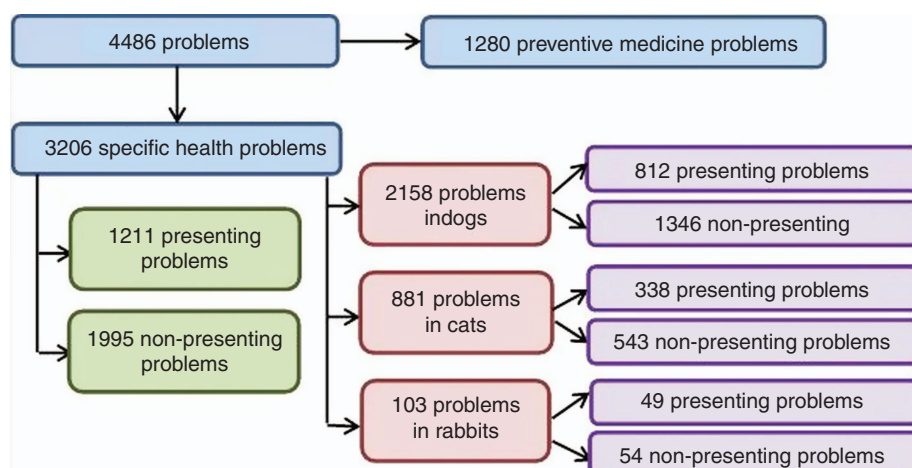 4486 problems
1280 preventive medicine problems
3206 specific health problems
1211 presenting
problems
1995 non-presenting
problems
2158 problems
indogs
812 presenting problems
1346 non-presenting
881 problems
in cats
338 presenting problems
543 non-presenting problems
103 problems
in rabbits
49 presenting problems
54 non-presenting problems